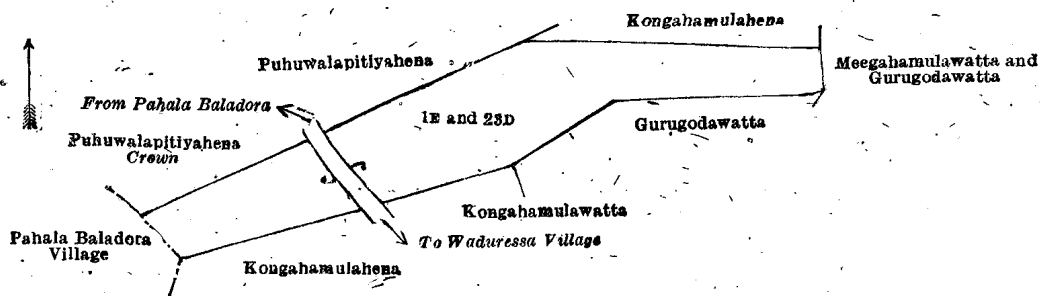 Kongahamulahena
Puhuwalapitiyahena
Meegahamulawatta and
Gurugodawatta
From Pahala Baladora
1E and 23D
Gurugodawatta
Puhuwalapitiyahena
Crown
Kongahamulawatta
Pahala Baladora
Village
To Waduressa Village
Kongahamulahena